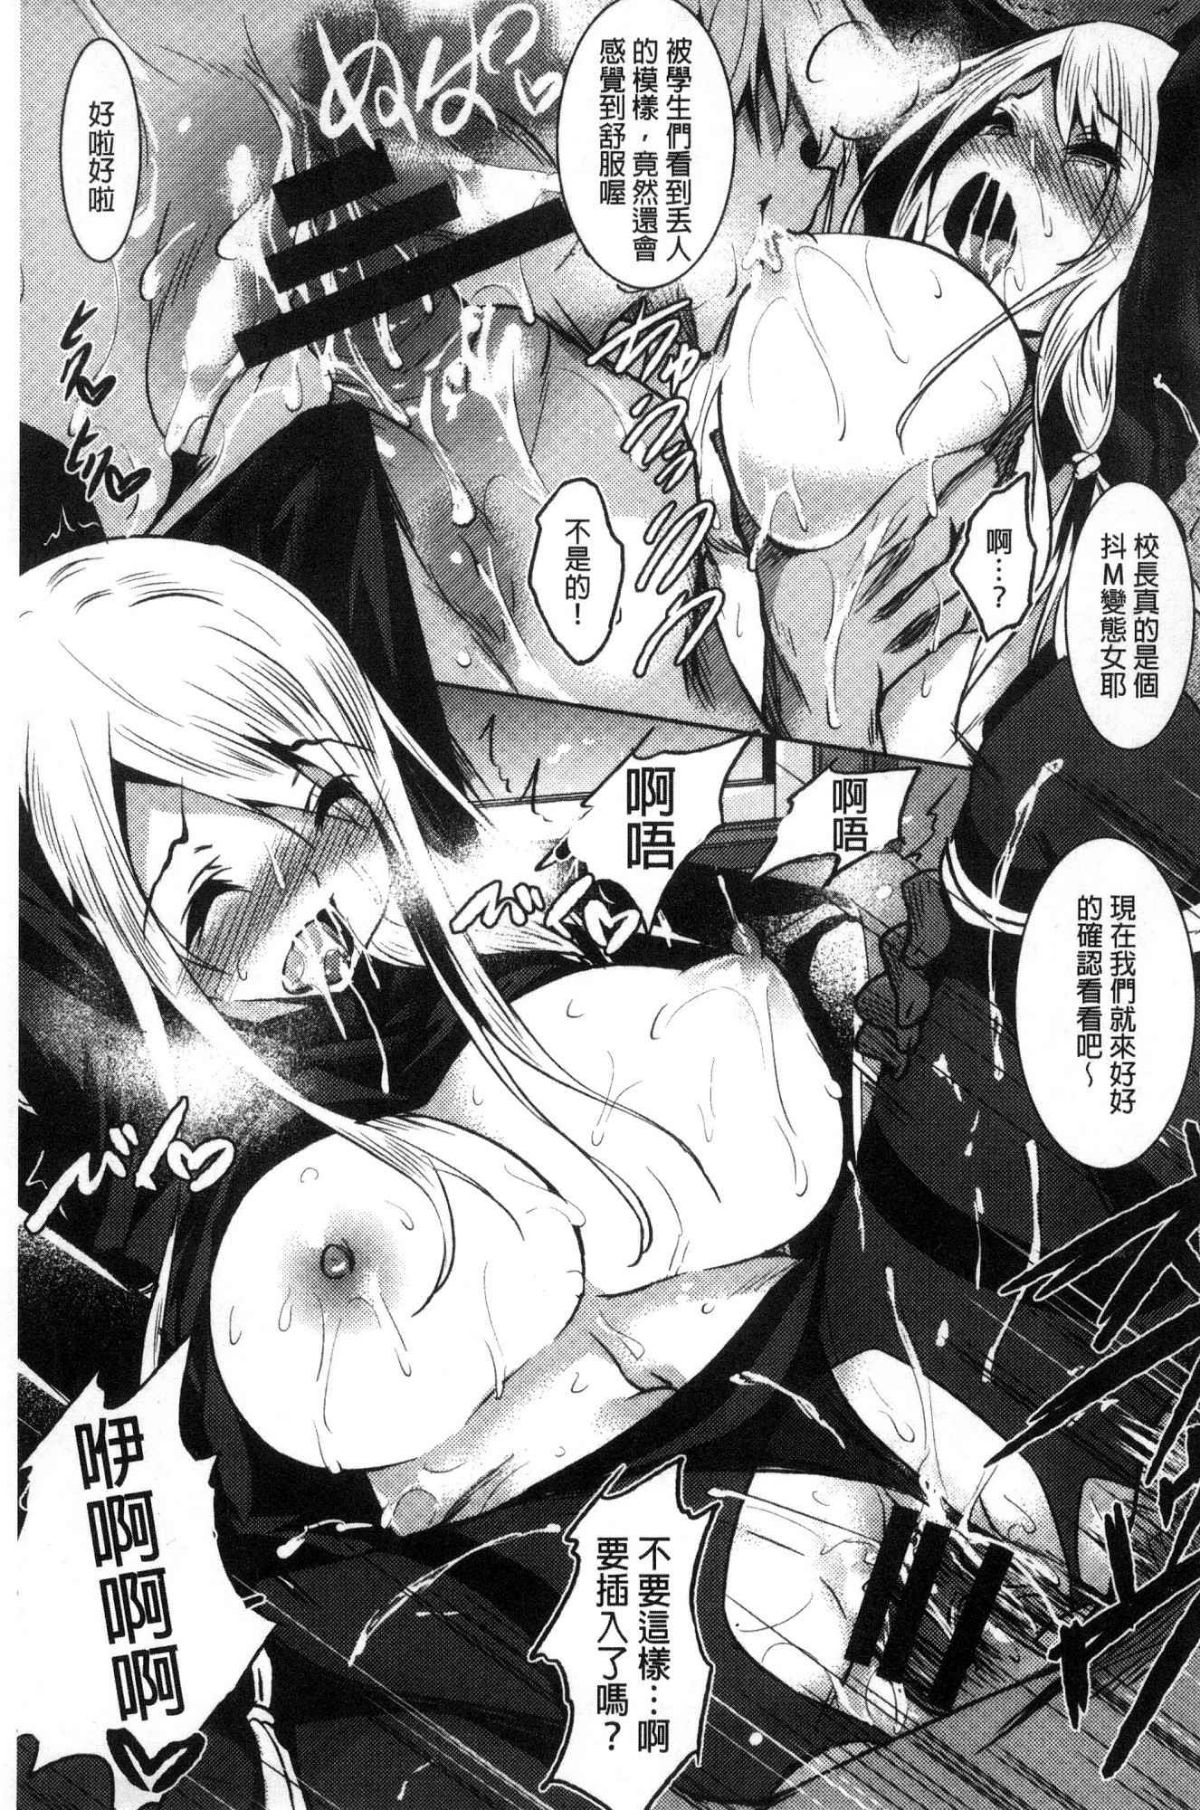 校長真的是個
抖M變態女耶
被學生們看到丟人
的模樣，竟然還會
感覺到舒服喔
啊…？
不是的！
好啦好啦
現在我們就來好好
的確認看看吧～
啊唔
啊唔
不要這樣…啊
要插入了嗎？
咿啊啊啊